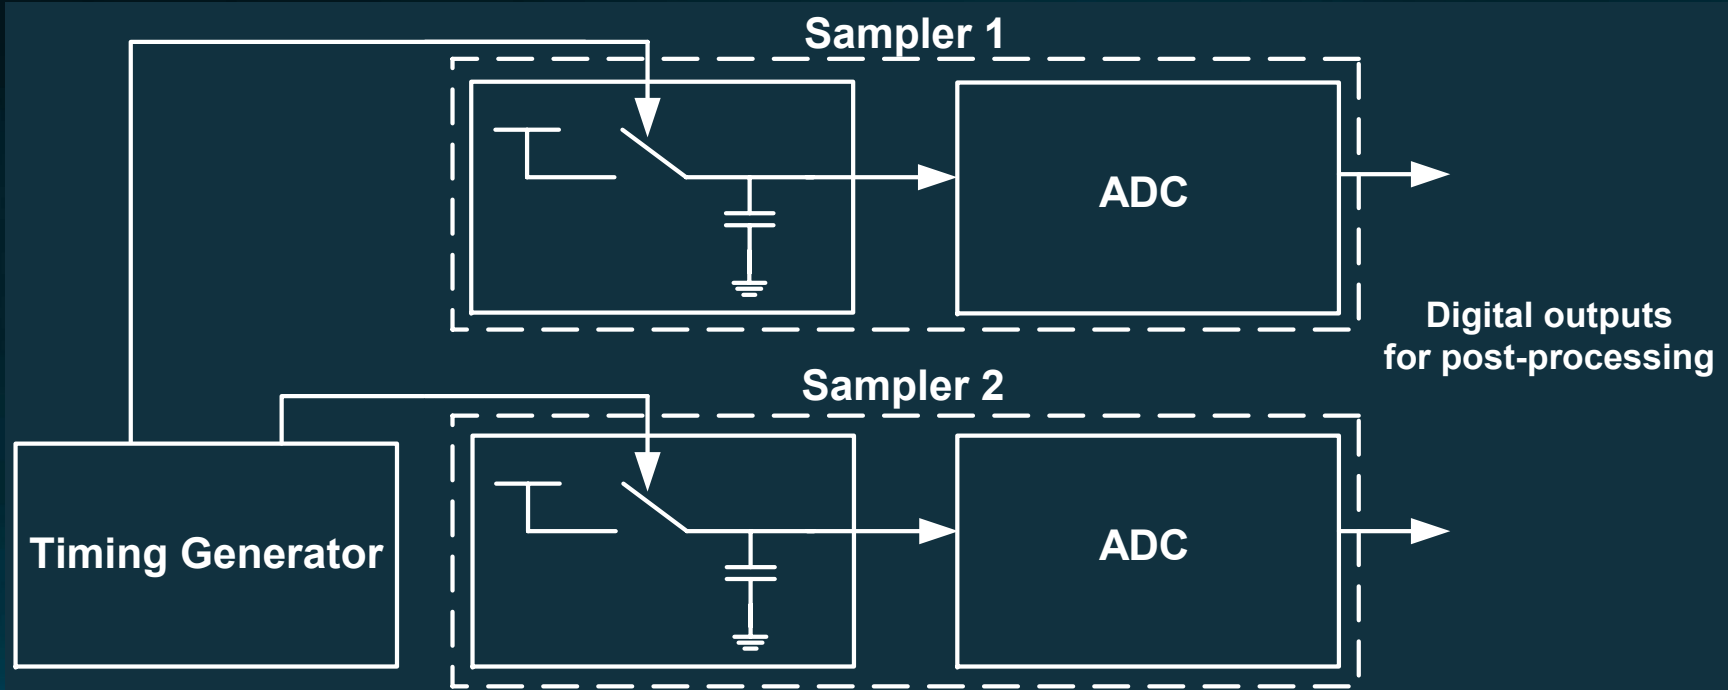 Sampler 1
ADC
Digital outputs
for post-processing
Sampler 2
Timing Generator
ADC